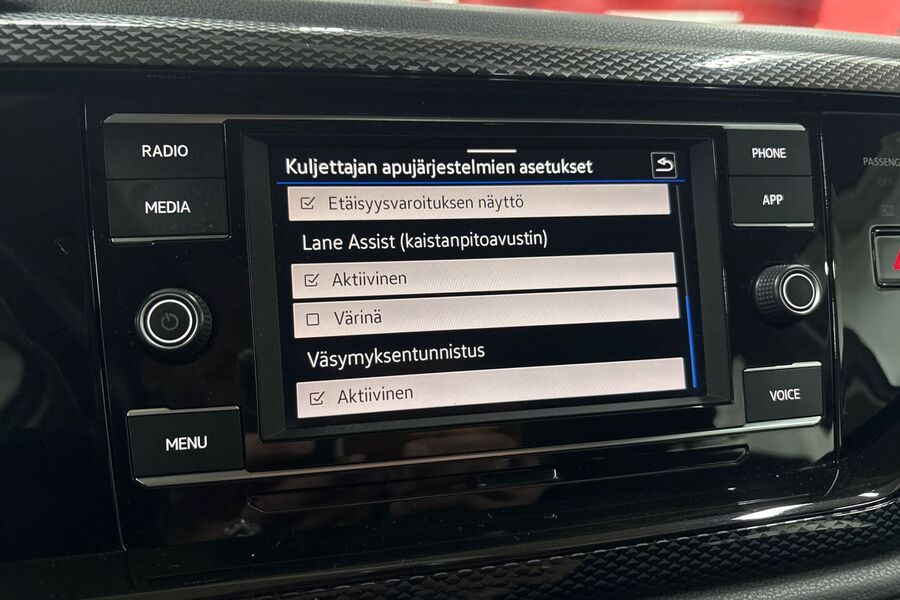 RADIO
MEDIA
MENU
Kuljettajan apujärjestelmien asetukset
Etäisyysvaroituksen näyttö
Lane Assist (kaistanpitoavustin)
Aktiivinen
Värinä
Väsymyksentunnistus
Aktiivinen
PHONE
APP
VOICE